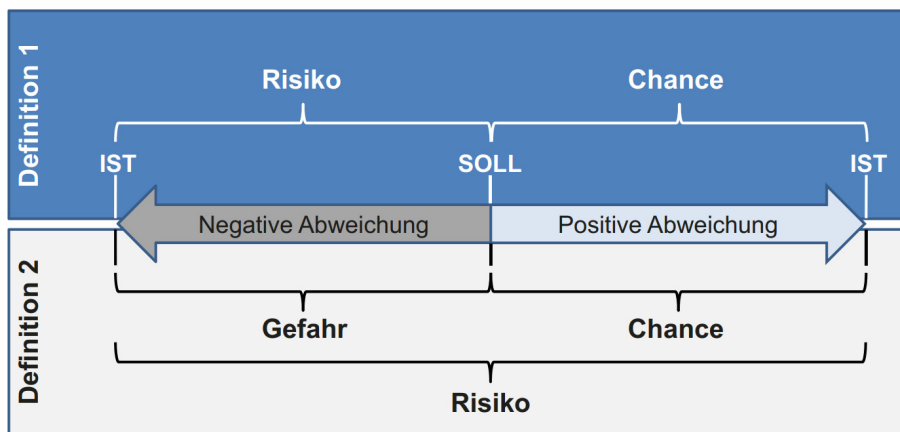 Definition 1
Risiko
Chance
IST
SOLL
IST
Negative Abweichung
Positive Abweichung
Definition 2
Gefahr
Chance
Risiko